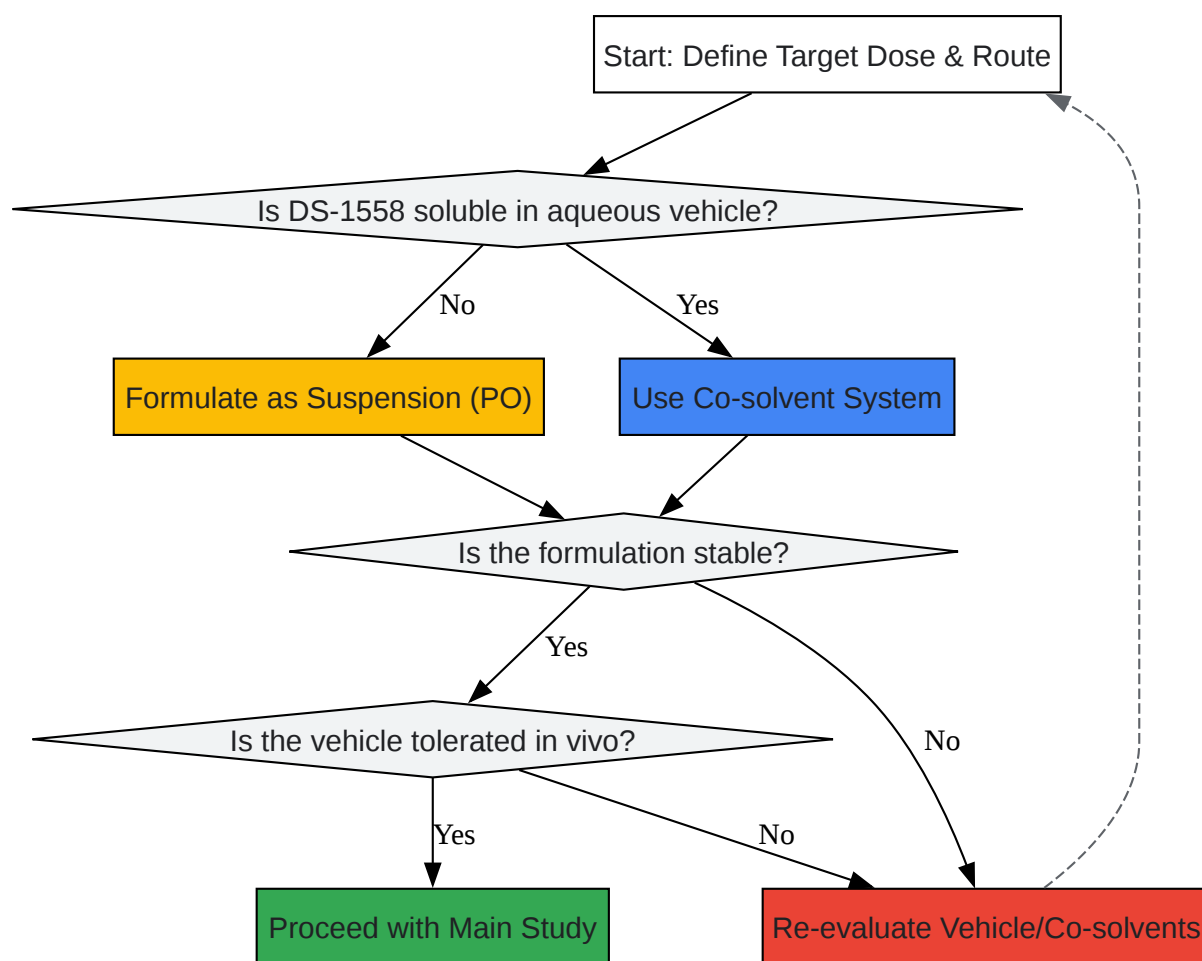 Start: Define Target Dose & Route
Is DS-1558 soluble in aqueous vehicle?
No
Yes
Formulate as Suspension (PO)
Use Co-solvent System
Is the formulation stable?
Yes
Is the vehicle tolerated in vivo?
No
Yes
No
Proceed with Main Study
Re-evaluate Vehicle/Co-solvents